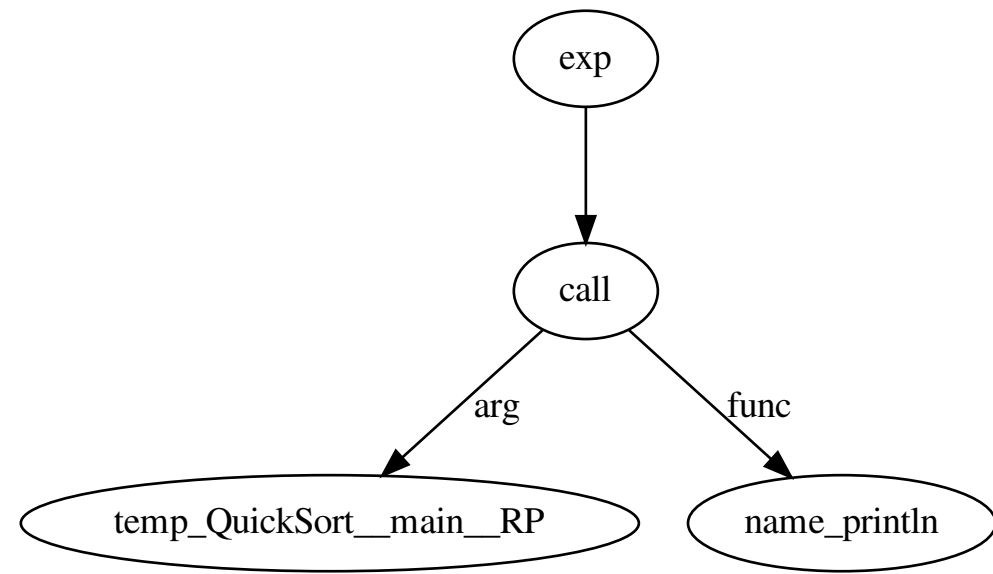 exp
call
arg
func
temp_QuickSort__main__RP
name_println